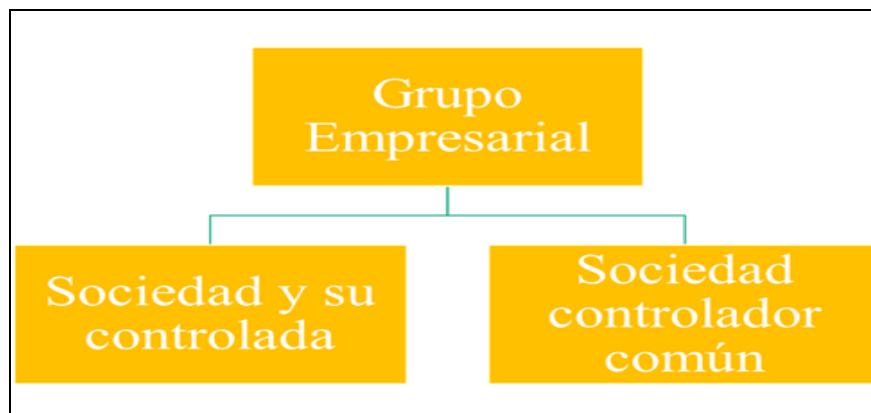 Grupo
Empresarial
Sociedad y su
controlada
Sociedad
controlador
común